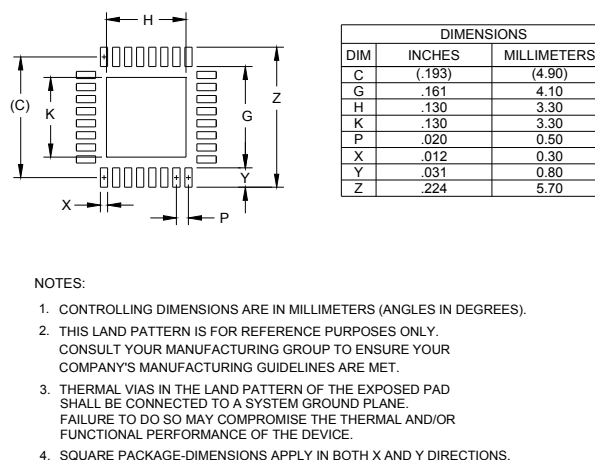 H
(C)
K
G
Z
Y
X
P
DIMENSIONS
DIM INCHES MILLIMETERS
C (.193) (4.90)
G .161 4.10
H .130 3.30
K .130 3.30
P .020 0.50
X .012 0.30
Y .031 0.80
Z .224 5.70
NOTES:
1. CONTROLLING DIMENSIONS ARE IN MILLIMETERS (ANGLES IN DEGREES).
2. THIS LAND PATTERN IS FOR REFERENCE PURPOSES ONLY.
CONSULT YOUR MANUFACTURING GROUP TO ENSURE YOUR
COMPANY'S MANUFACTURING GUIDELINES ARE MET.
3. THERMAL VIAS IN THE LAND PATTERN OF THE EXPOSED PAD
SHALL BE CONNECTED TO A SYSTEM GROUND PLANE.
FAILURE TO DO SO MAY COMPROMISE THE THERMAL AND/OR
FUNCTIONAL PERFORMANCE OF THE DEVICE.
4. SQUARE PACKAGE-DIMENSIONS APPLY IN BOTH X AND Y DIRECTIONS.